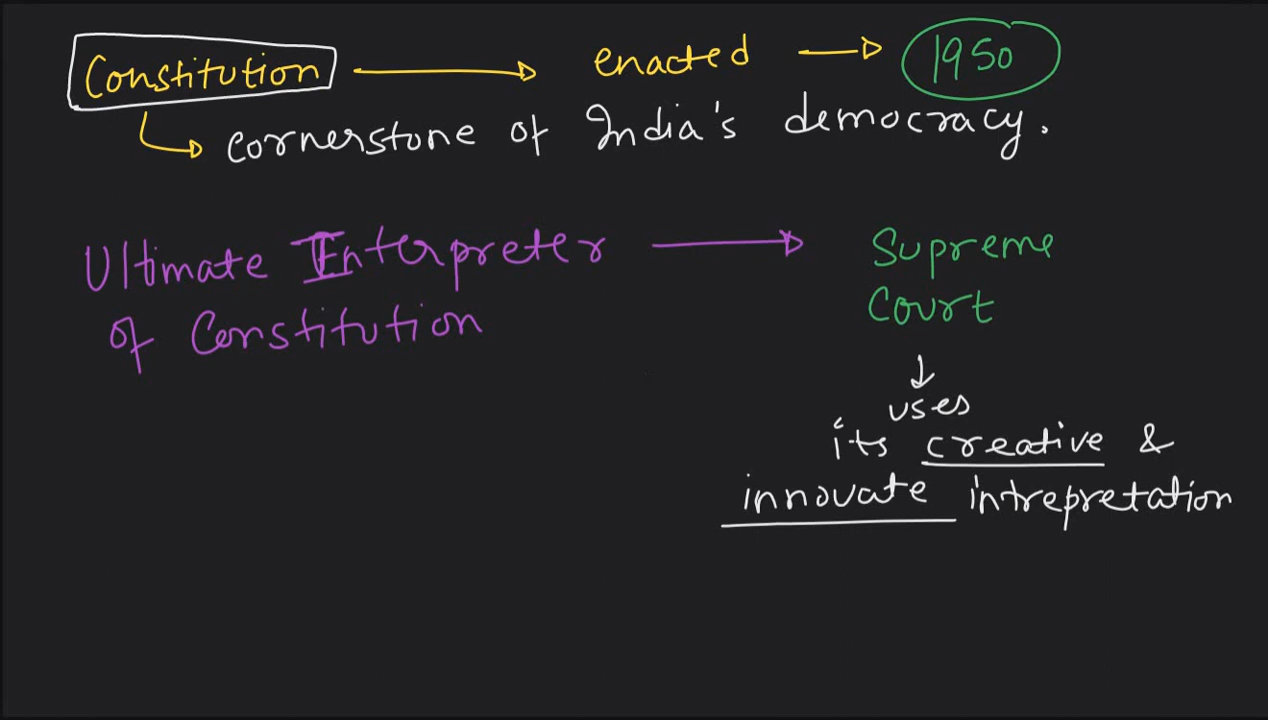 Constitution → enacted → 1950
↳ cornerstone of India's democracy.
Ultimate Interpreter → Supreme
of Constitution Court
↓
uses
its creative &
innovate intrepretation